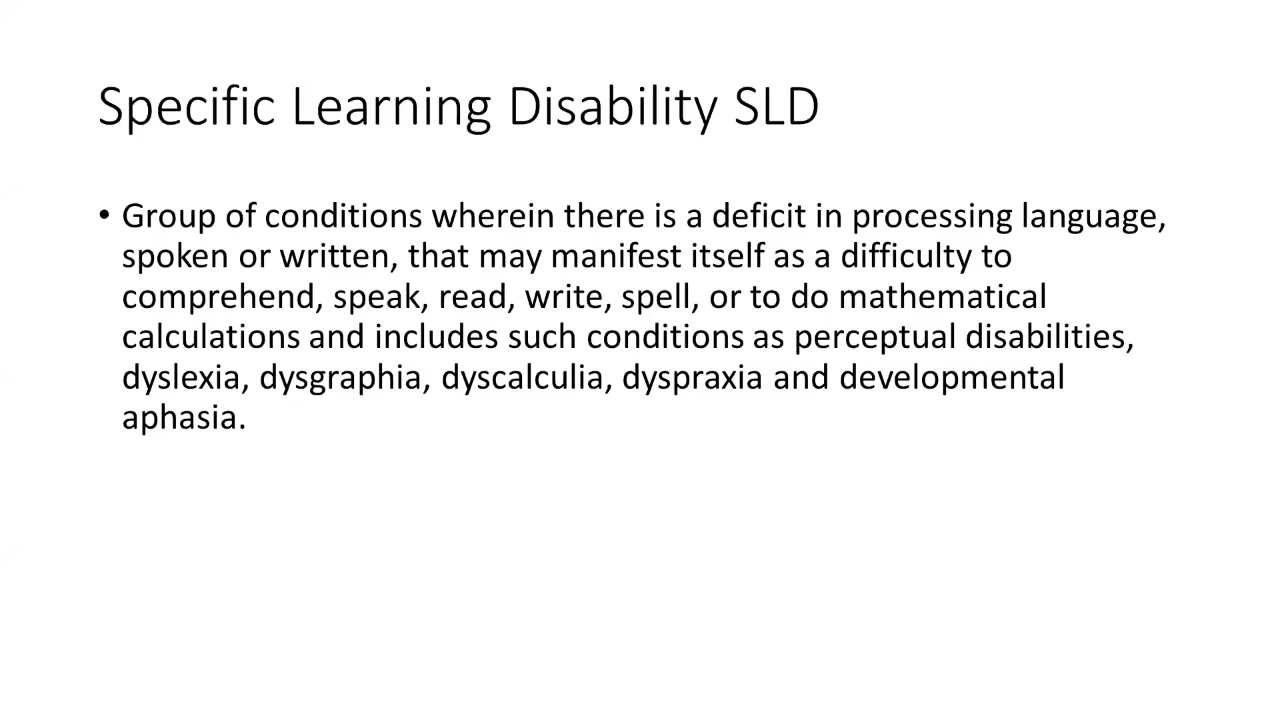 Specific Learning Disability SLD
• Group of conditions wherein there is a deficit in processing language,
spoken or written, that may manifest itself as a difficulty to
comprehend, speak, read, write, spell, or to do mathematical
calculations and includes such conditions as perceptual disabilities,
dyslexia, dysgraphia, dyscalculia, dyspraxia and developmental
aphasia.